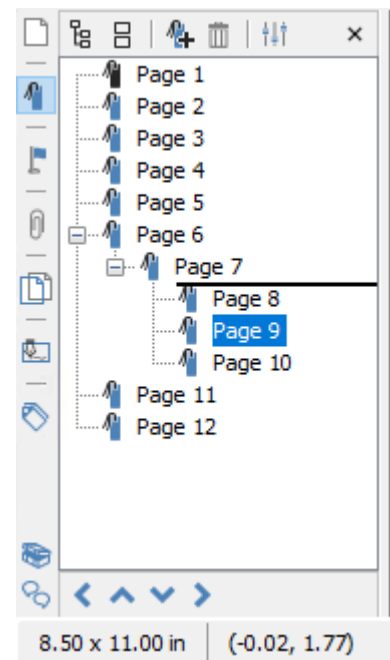 Page 1
Page 2
Page 3
Page 4
Page 5
Page 6
Page 7
Page 8
Page 9
Page 10
Page 11
Page 12
8.50 x 11.00 in (-0.02, 1.77)